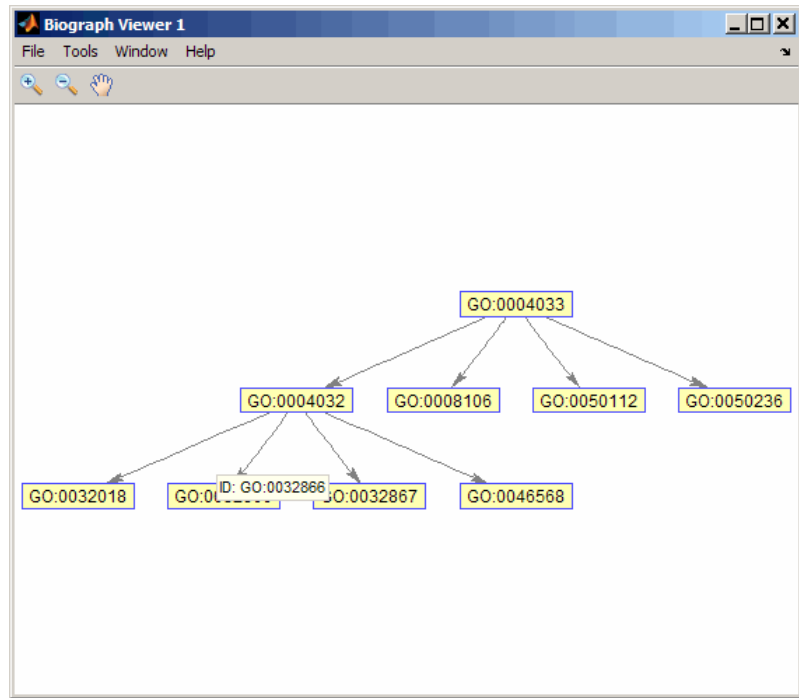 Biograph Viewer 1
File Tools Window Help
GO:0004033
GO:0004032 GO:0008106 GO:0050112 GO:0050236
ID: GO:0032866
GO:0032018 GO:0032867 GO:0046568